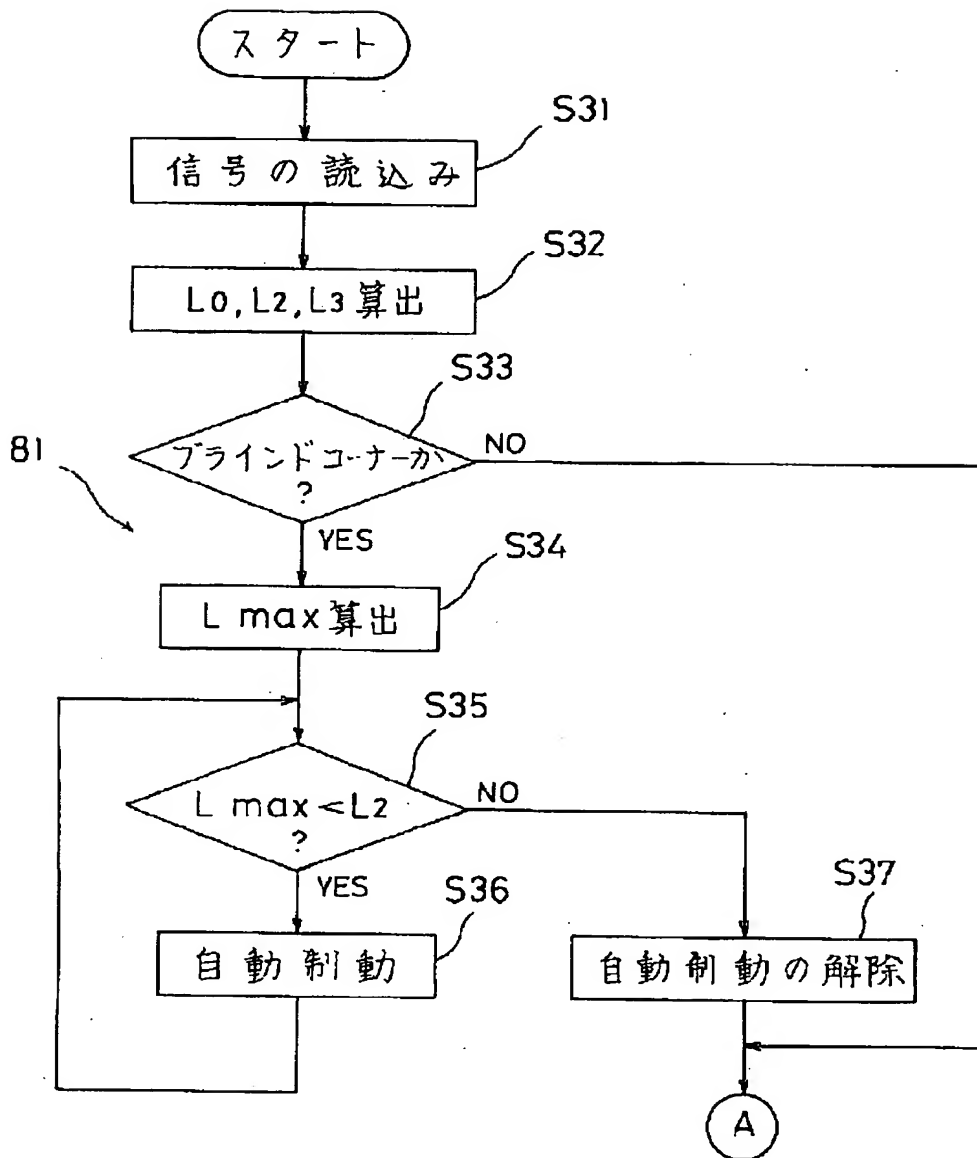 スタート
S31
信号の読込み
S32
L0, L2, L3 算出
S33
ブラインドコーナーか
?
NO
81
YES
S34
L max 算出
S35
L max < L2
?
NO
YES
S36
S37
自動制動
自動制動の解除
A